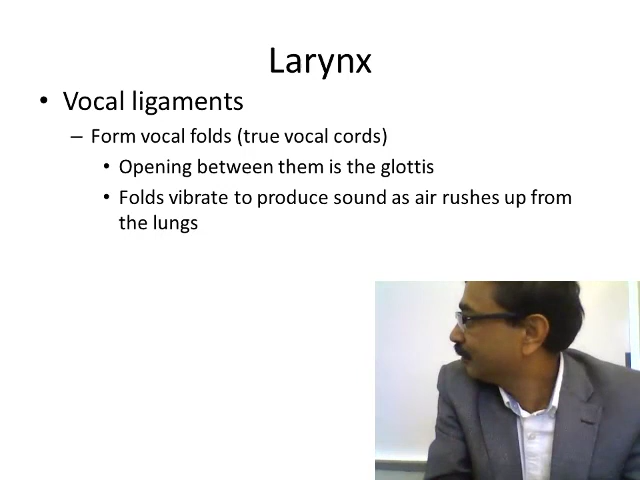 Larynx
• Vocal ligaments
– Form vocal folds (true vocal cords)
• Opening between them is the glottis
• Folds vibrate to produce sound as air rushes up from
the lungs